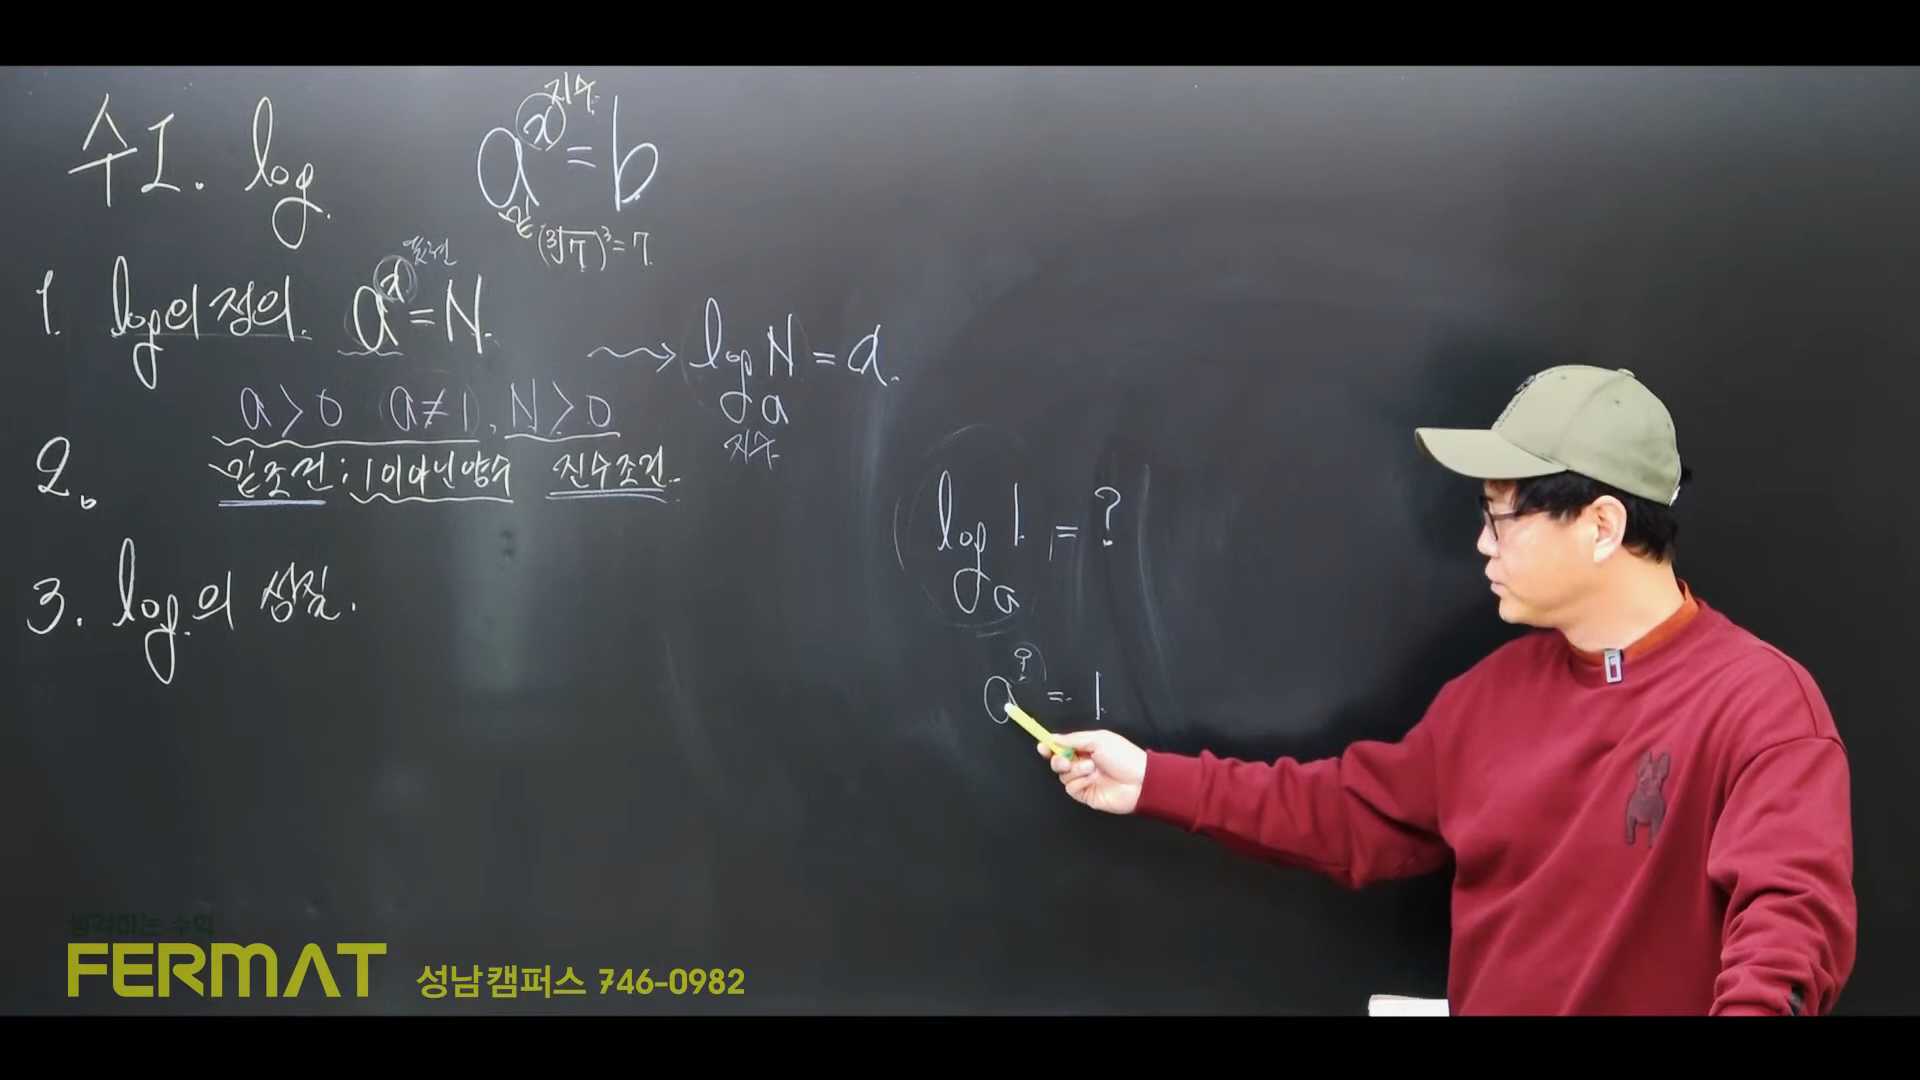 수I. log.
a^x = b
지수
밑
(³√7)³ = 7
1. log의 정의. a^x = N.
→ log_a N = x.
a > 0 a ≠ 1, N > 0
밑조건 : 1이아닌양수 진수조건.
2.
3. log의 성질.
log_a 1 = ?
a^? = 1
생각하는 수학
FERMAT 성남캠퍼스 746-0982